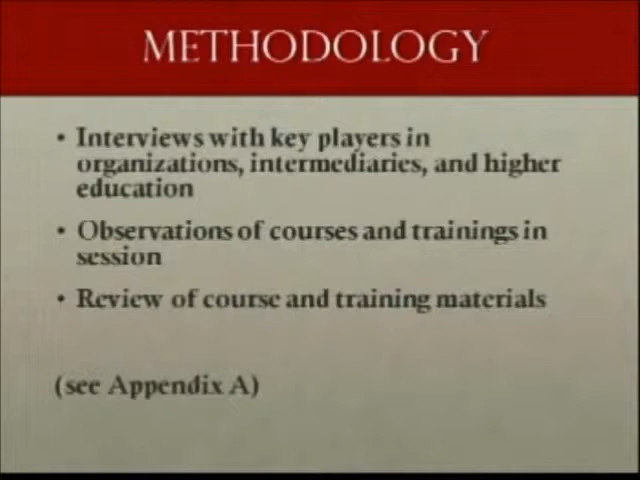 METHODOLOGY
• Interviews with key players in
organizations, intermediaries, and higher
education
• Observations of courses and trainings in
session
• Review of course and training materials
(see Appendix A)